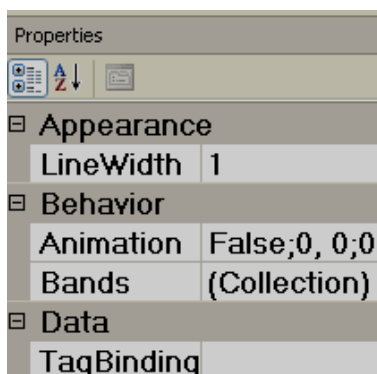 Properties
Appearance
LineWidth 1
Behavior
Animation False;0, 0;0
Bands (Collection)
Data
TagBinding